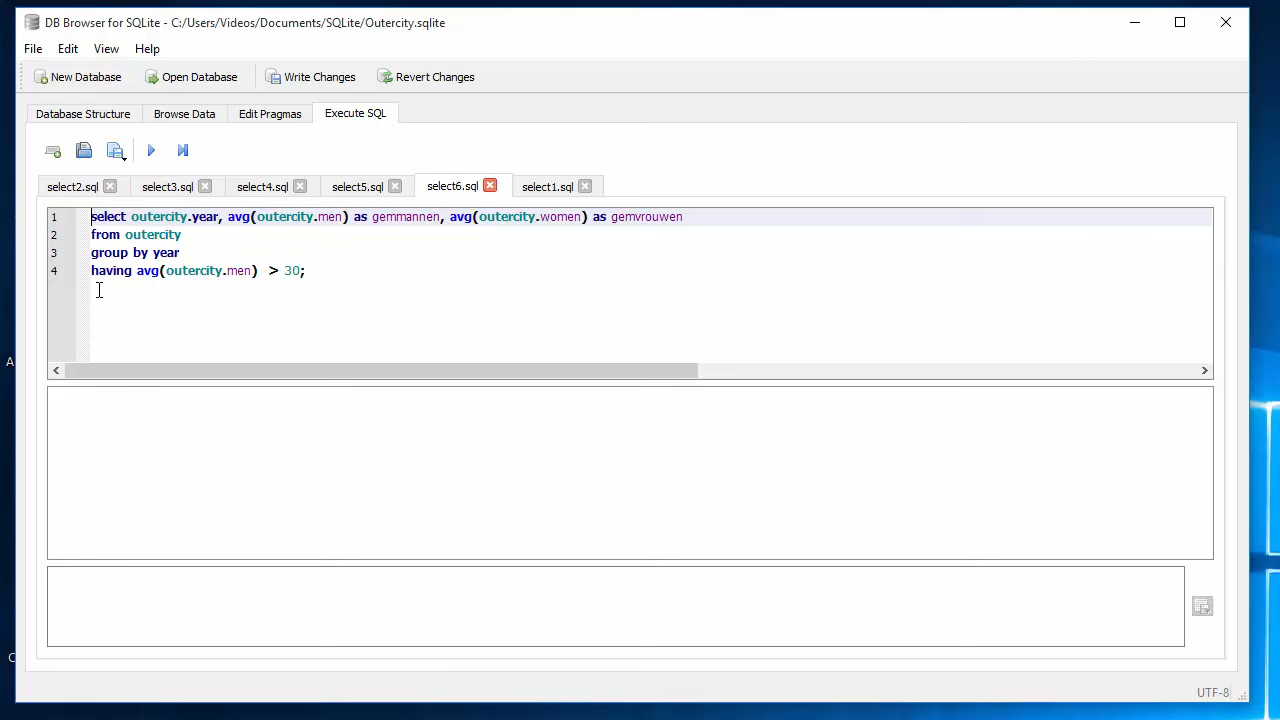 DB Browser for SQLite - C:/Users/Videos/Documents/SQLite/Outercity.sqlite
File Edit View Help
New Database Open Database Write Changes Revert Changes
Database Structure Browse Data Edit Pragmas Execute SQL
select2.sql select3.sql select4.sql select5.sql select6.sql select1.sql
1 select outercity.year, avg(outercity.men) as gemmannen, avg(outercity.women) as gemvrouwen
2 from outercity
3 group by year
4 having avg(outercity.men) > 30;
A
C
UTF-8